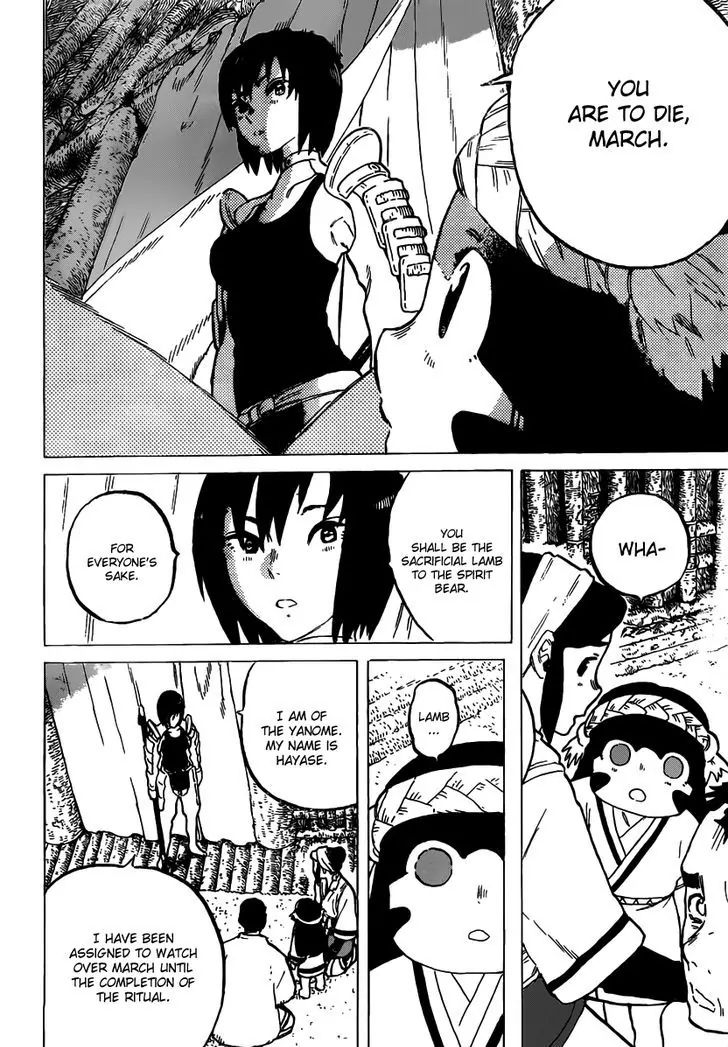 YOU
ARE TO DIE,
MARCH.
WHA-
YOU
SHALL BE THE
SACRIFICIAL LAMB
TO THE SPIRIT
BEAR.
FOR
EVERYONE'S
SAKE.
LAMB
...
I AM OF
THE YANOME.
MY NAME IS
HAYASE.
I HAVE BEEN
ASSIGNED TO WATCH
OVER MARCH UNTIL
THE COMPLETION OF
THE RITUAL.